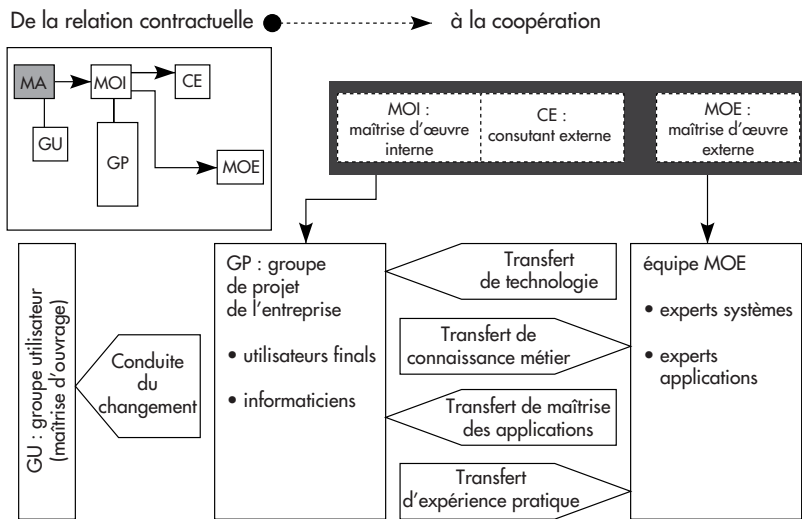 De la relation contractuelle
à la coopération
MA
MOI
CE
GU
GP
MOE
MOI :
maîtrise d'œuvre
interne
CE :
consutant externe
MOE :
maîtrise d'œuvre
externe
GU : groupe utilisateur
(maîtrise d'ouvrage)
Conduite
du
changement
GP : groupe
de projet
de l'entreprise
• utilisateurs finals
• informaticiens
Transfert
de technologie
Transfert de
connaissance métier
Transfert de maîtrise
des applications
Transfert
d'expérience pratique
équipe MOE
• experts systèmes
• experts
applications